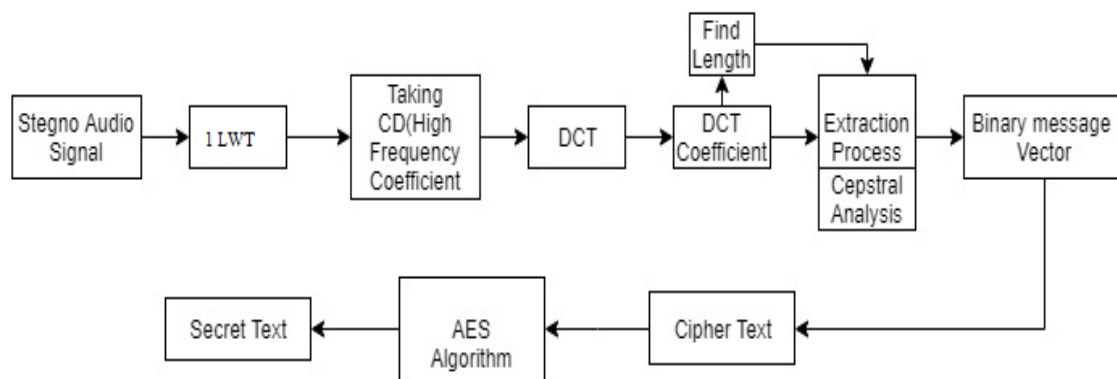 Stegno Audio
Signal
1 LWT
Taking
CD(High
Frequency
Coefficient
DCT
DCT
Coefficient
Find
Length
Extraction
Process
Cepstral
Analysis
Binary message
Vector
Cipher Text
AES
Algorithm
Secret Text